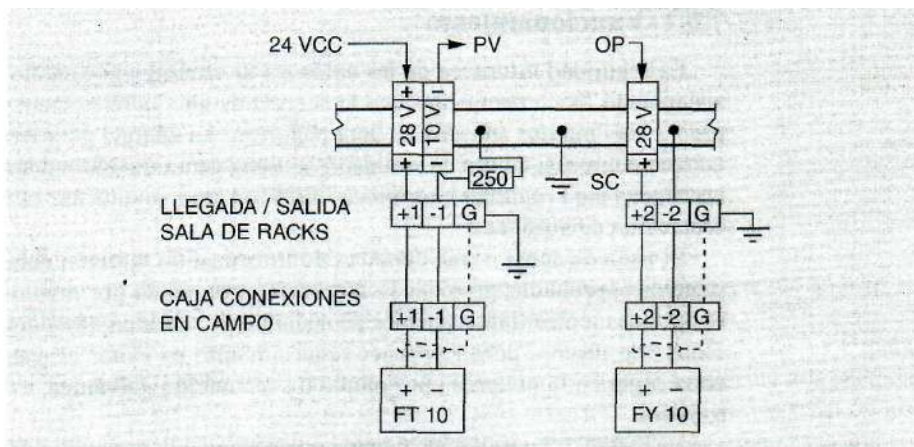 24 VCC PV OP
+ −
28 V 10 V 28 V
+ − +
250 SC
LLEGADA / SALIDA
SALA DE RACKS
+1 -1 G +2 -2 G
CAJA CONEXIONES
EN CAMPO
+1 -1 G +2 -2 G
+ − + −
FT 10 FY 10